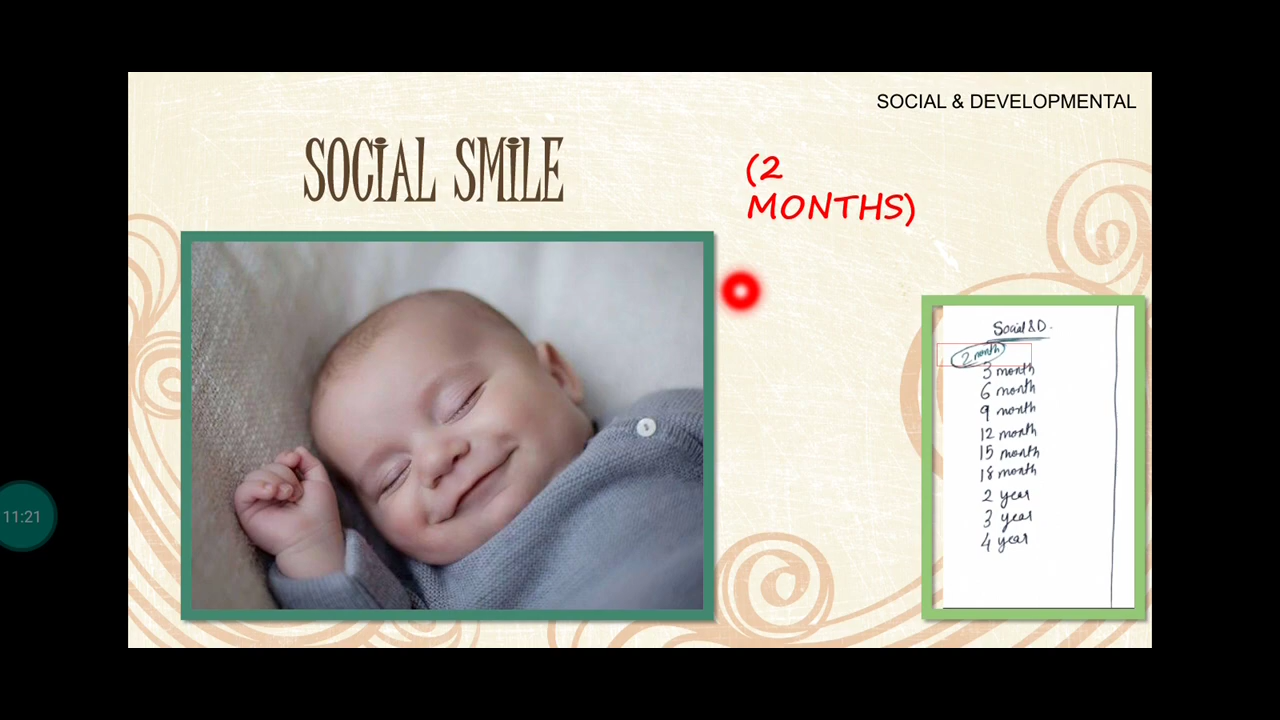 SOCIAL & DEVELOPMENTAL
SOCIAL SMILE
(2
MONTHS)
Social & D.
2 month
3 month
6 month
9 month
12 month
15 month
18 month
2 year
3 year
4 year
11:21